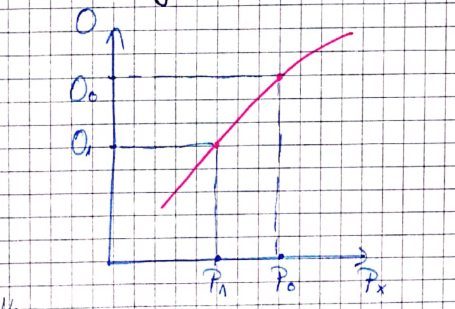 O
O₀
O₁
P₁ P₀ Pₓ